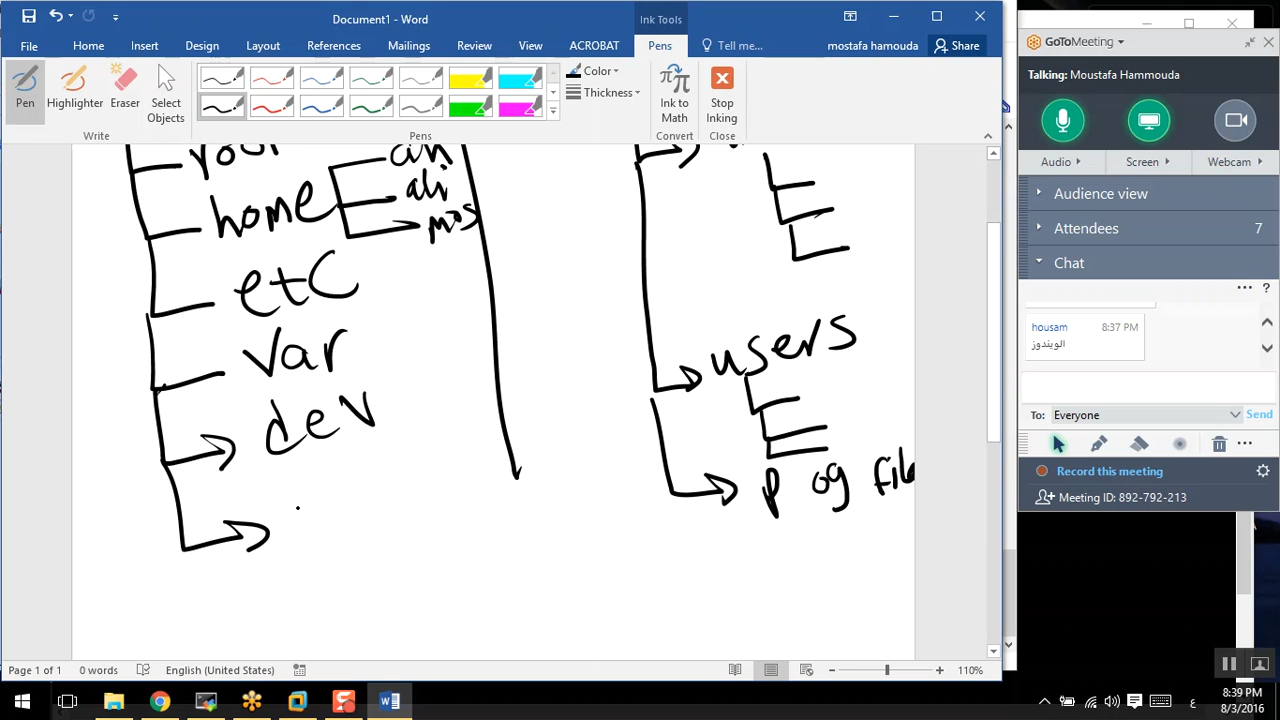 Document1 - Word
Ink Tools
File Home Insert Design Layout References Mailings Review View ACROBAT Pens Tell me... mostafa hamouda Share
Pen Highlighter Eraser Select Objects
Color
Thickness
Ink to Math
Stop Inking
Write Pens Convert Close
home ali
mos
etc
var
dev
users
p og file
Page 1 of 1 0 words English (United States) 110%
GoToMeeting
Talking: Moustafa Hammouda
Audio Screen Webcam
Audience view
Attendees 7
Chat
housam 8:37 PM
الويندوز
To: Everyone Send
Record this meeting
Meeting ID: 892-792-213
ع
8:39 PM
8/3/2016